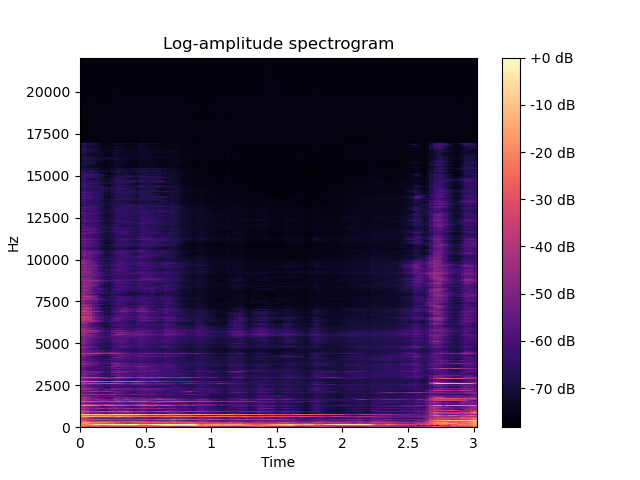 Log-amplitude spectrogram
Hz
20000
17500
15000
12500
10000
7500
5000
2500
0
0 0.5 1 1.5 2 2.5 3
Time
+0 dB
-10 dB
-20 dB
-30 dB
-40 dB
-50 dB
-60 dB
-70 dB